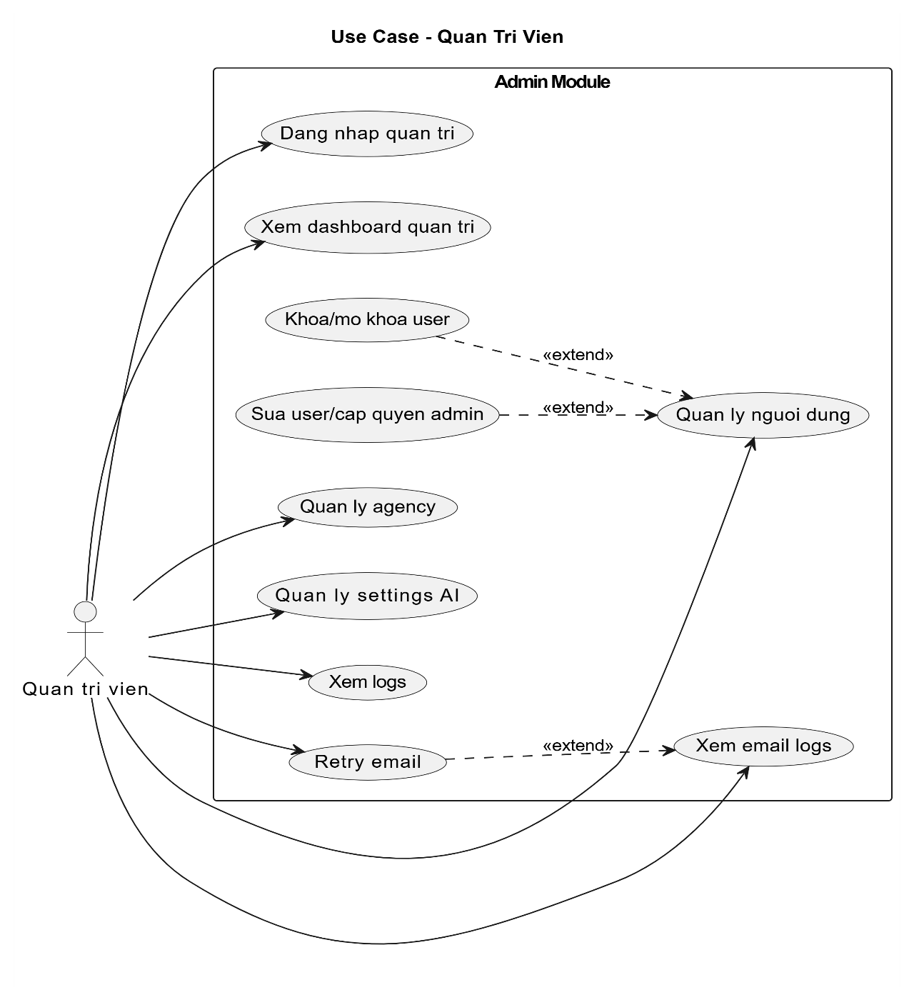 Use Case - Quan Tri Vien
Admin Module
Dang nhap quan tri
Xem dashboard quan tri
Khoa/mo khoa user
«extend»
Sua user/cap quyen admin
«extend»
Quan ly nguoi dung
Quan ly agency
Quan ly settings AI
Xem logs
Quan tri vien
Retry email
«extend»
Xem email logs